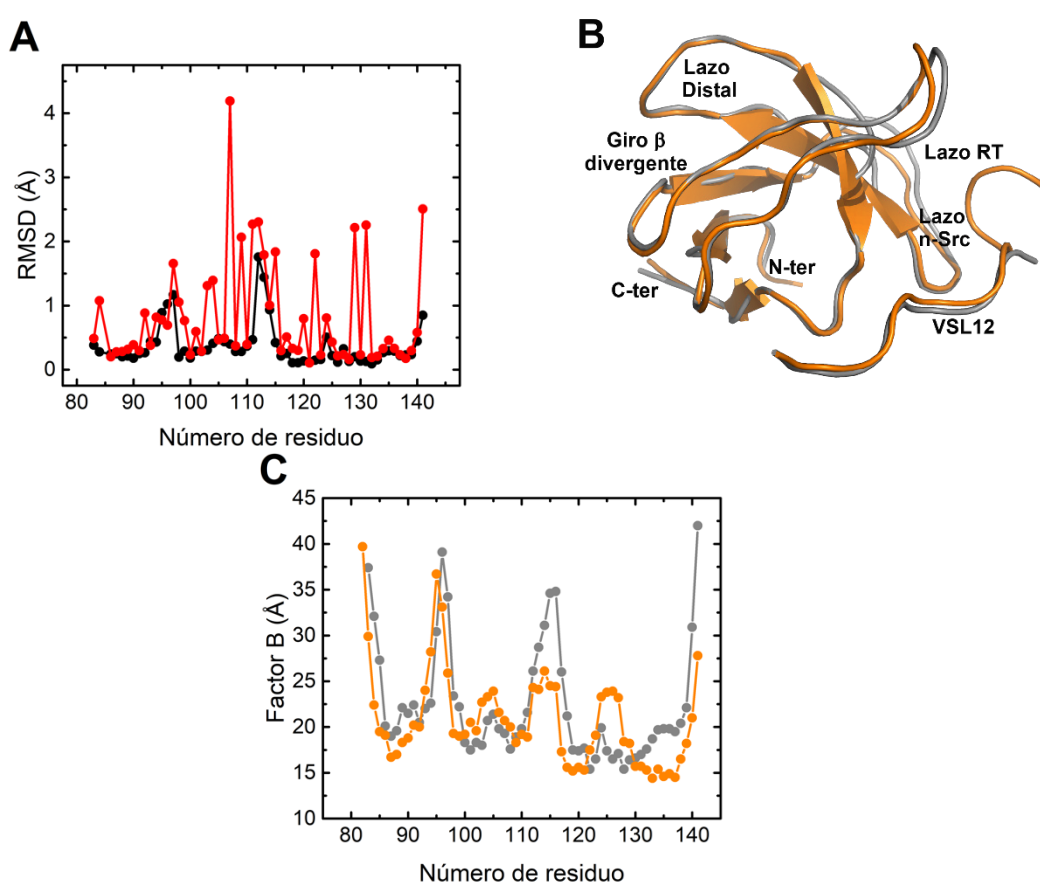 A
RMSD (Å)
4
3
2
1
0
80 90 100 110 120 130 140
Número de residuo
B
Lazo
Distal
Giro β
divergente
Lazo RT
Lazo
n-Src
N-ter
C-ter
VSL12
C
Factor B (Å)
45
40
35
30
25
20
15
10
80 90 100 110 120 130 140
Número de residuo